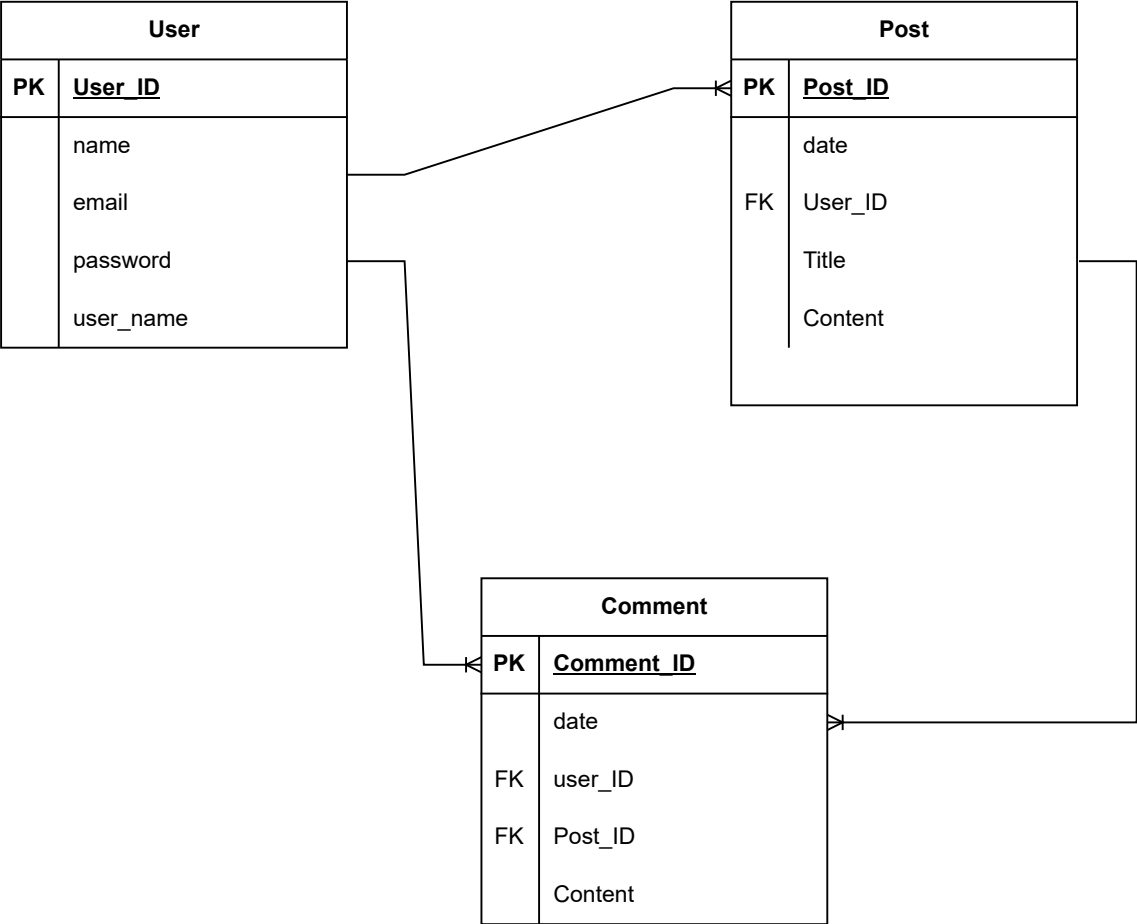 User
PK User_ID
name
email
password
user_name
Post
PK Post_ID
date
FK User_ID
Title
Content
Comment
PK Comment_ID
date
FK user_ID
FK Post_ID
Content